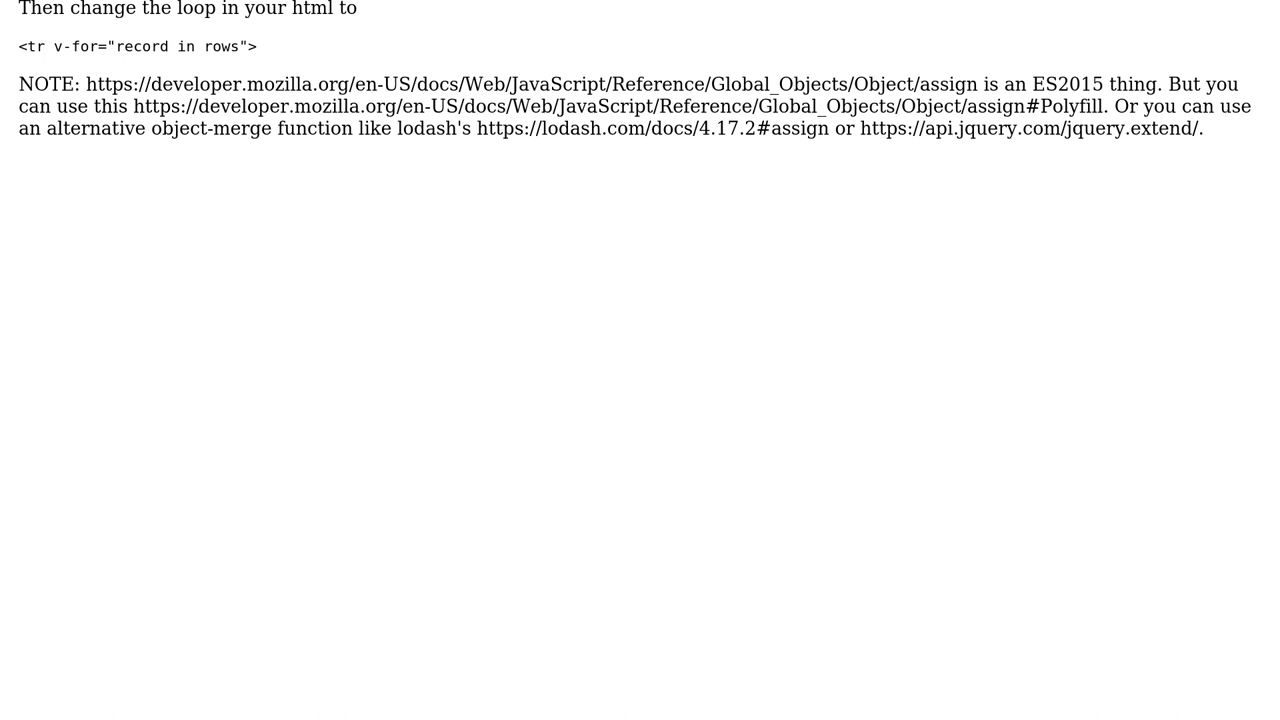 Then change the loop in your html to
<tr v-for="record in rows">
NOTE: https://developer.mozilla.org/en-US/docs/Web/JavaScript/Reference/Global_Objects/Object/assign is an ES2015 thing. But you
can use this https://developer.mozilla.org/en-US/docs/Web/JavaScript/Reference/Global_Objects/Object/assign#Polyfill. Or you can use
an alternative object-merge function like lodash's https://lodash.com/docs/4.17.2#assign or https://api.jquery.com/jquery.extend/.